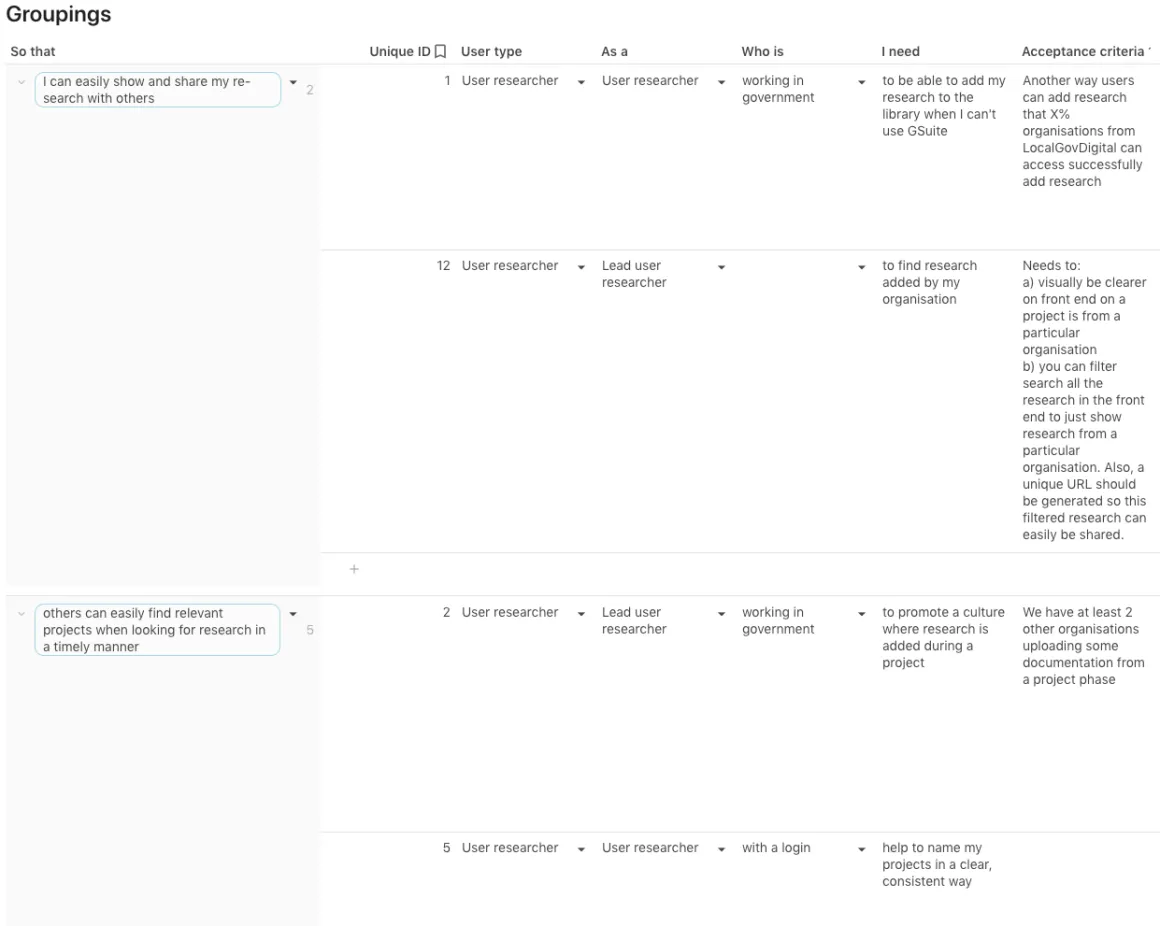 Groupings
So that
Unique ID
User type
As a
Who is
I need
Acceptance criteria
I can easily show and share my re-
search with others
2
1
User researcher
User researcher
working in
government
to be able to add my
research to the
library when I can't
use GSuite
Another way users
can add research
that X%
organisations from
LocalGovDigital can
access successfully
add research
12
User researcher
Lead user
researcher
to find research
added by my
organisation
Needs to:
a) visually be clearer
on front end on a
project is from a
particular
organisation
b) you can filter
search all the
research in the front
end to just show
research from a
particular
organisation. Also, a
unique URL should
be generated so this
filtered research can
easily be shared.
+
others can easily find relevant
projects when looking for research in
a timely manner
5
2
User researcher
Lead user
researcher
working in
government
to promote a culture
where research is
added during a
project
We have at least 2
other organisations
uploading some
documentation from
a project phase
5
User researcher
User researcher
with a login
help to name my
projects in a clear,
consistent way